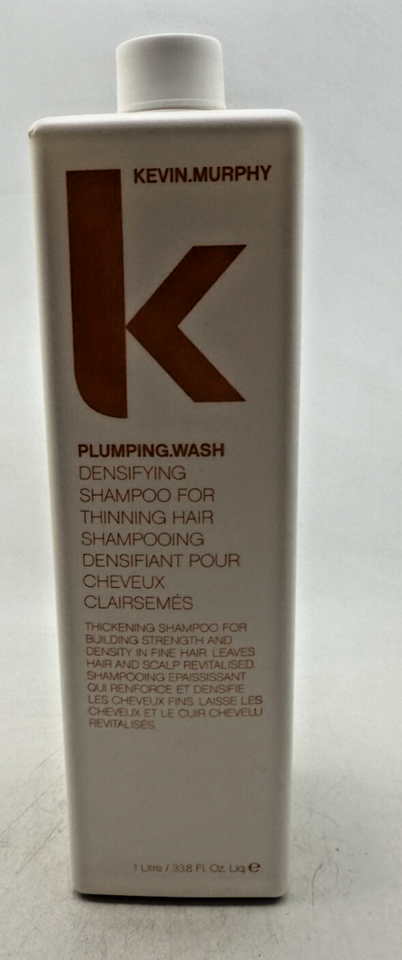 KEVIN.MURPHY
PLUMPING.WASH
DENSIFYING
SHAMPOO FOR
THINNING HAIR
SHAMPOOING
DENSIFIANT POUR
CHEVEUX
CLAIRSEMÉS
THICKENING SHAMPOO FOR
BUILDING STRENGTH AND
DENSITY IN FINE HAIR. LEAVES
HAIR AND SCALP REVITALISED.
SHAMPOOING EPAISSISSANT
QUI RENFORCE ET DENSIFIE
LES CHEVEUX FINS. LAISSE LES
CHEVEUX ET LE CUIR CHEVELU
REVITALISÉS.
1 Litre / 33.8 Fl. Oz. Liq. ℮